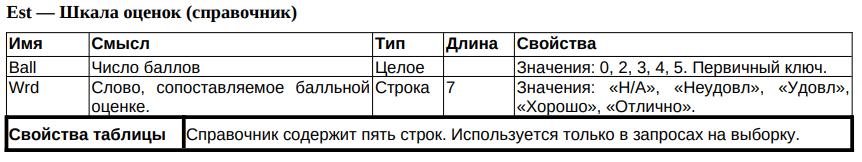 Est — Шкала оценок (справочник)
Имя Смысл Тип Длина Свойства
Ball Число баллов Целое Значения: 0, 2, 3, 4, 5. Первичный ключ.
Wrd Слово, сопоставляемое балльной Строка 7 Значения: «Н/А», «Неудовл», «Удовл»,
оценке. «Хорошо», «Отлично».
Свойства таблицы Справочник содержит пять строк. Используется только в запросах на выборку.